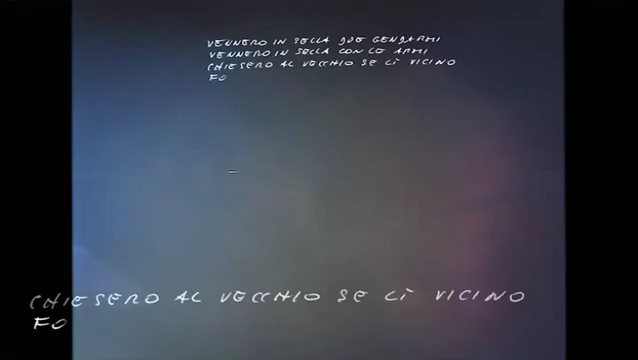 VENNERO IN SELLA DUE GENDARMI
VENNERO IN SELLA CON LE ARMI
CHIESERO AL VECCHIO SE LÌ VICINO
FO
CHIESERO AL VECCHIO SE LÌ VICINO
FO